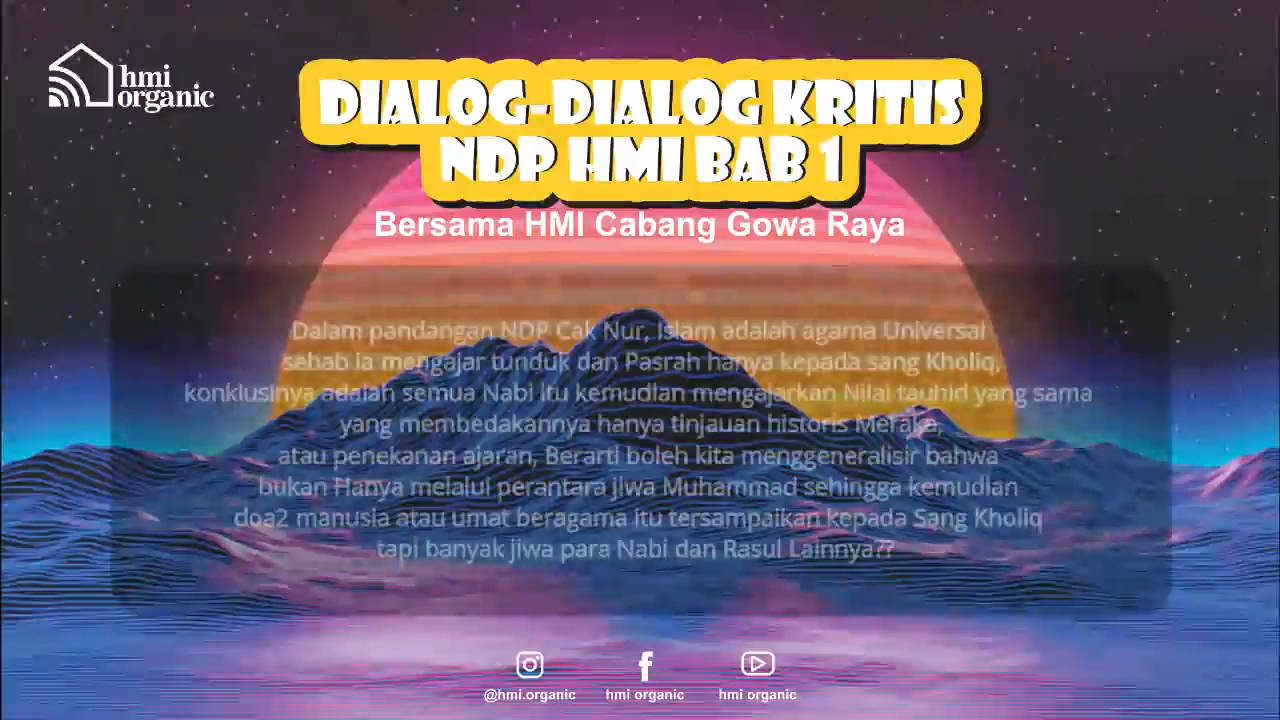 hmi
organic
DIALOG-DIALOG KRITIS
NDP HMI BAB 1
Bersama HMI Cabang Gowa Raya
Dalam pandangan NDP Cak Nur, Islam adalah agama Universal
sebab ia mengajar tunduk dan Pasrah hanya kepada sang Kholiq,
konklusinya adalah semua Nabi itu kemudian mengajarkan Nilai tauhid yang sama
yang membedakannya hanya tinjauan historis Meraka,
atau penekanan ajaran, Berarti boleh kita menggeneralisir bahwa
bukan Hanya melalui perantara jiwa Muhammad sehingga kemudian
doa2 manusia atau umat beragama itu tersampaikan kepada Sang Kholiq
tapi banyak jiwa para Nabi dan Rasul Lainnya??
@hmi.organic
hmi organic
hmi organic